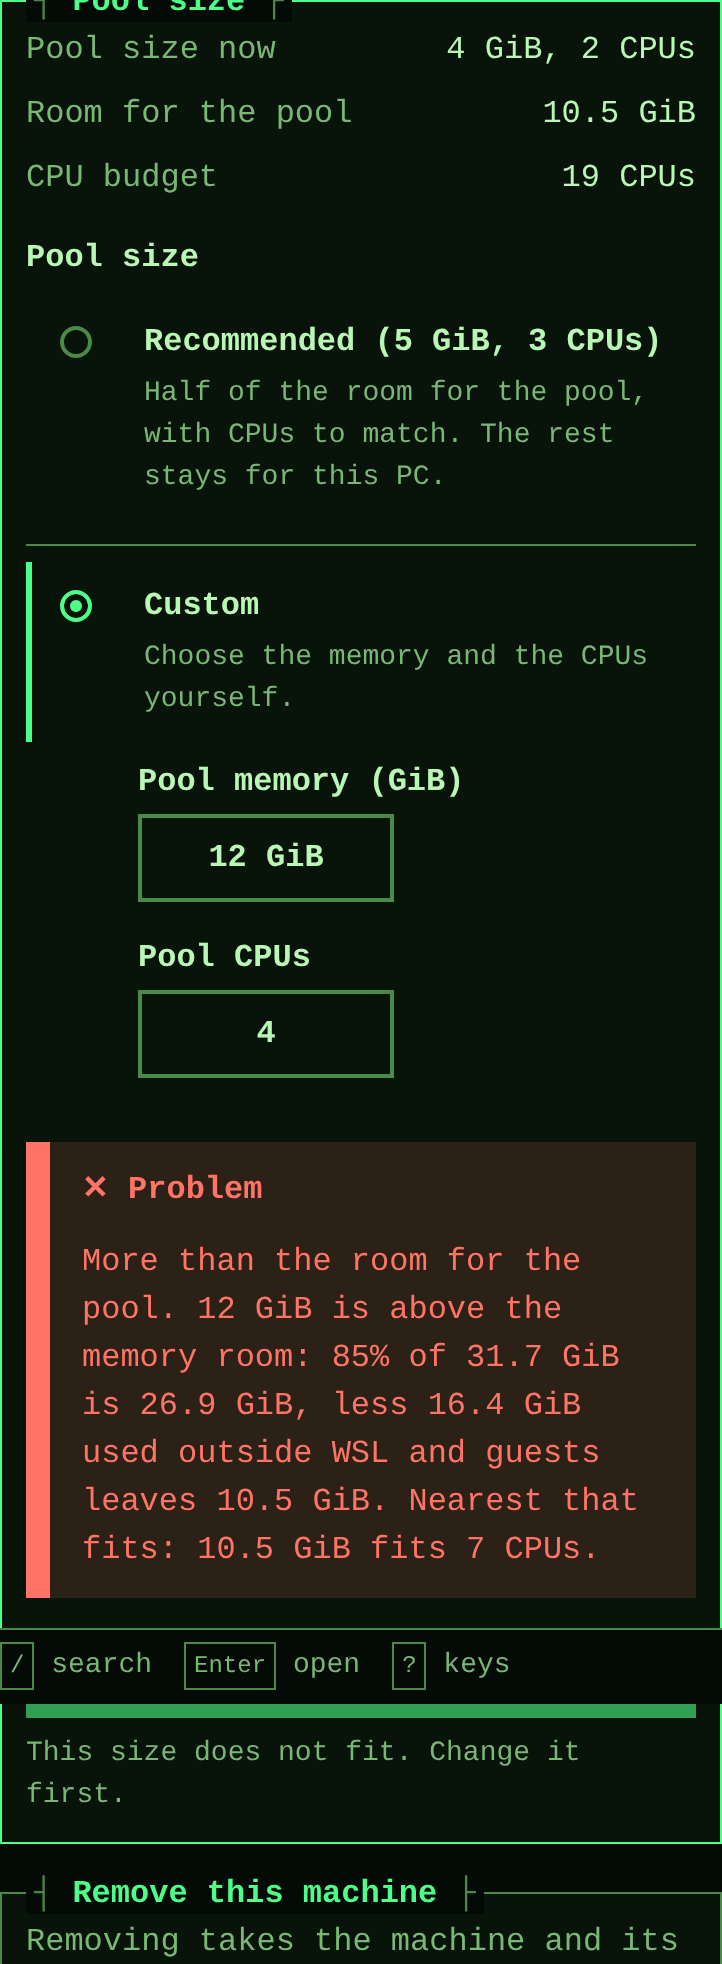 Pool size
Pool size now 4 GiB, 2 CPUs
Room for the pool 10.5 GiB
CPU budget 19 CPUs
Pool size
Recommended (5 GiB, 3 CPUs)
Half of the room for the pool,
with CPUs to match. The rest
stays for this PC.
Custom
Choose the memory and the CPUs
yourself.
Pool memory (GiB)
12 GiB
Pool CPUs
4
✕ Problem
More than the room for the
pool. 12 GiB is above the
memory room: 85% of 31.7 GiB
is 26.9 GiB, less 16.4 GiB
used outside WSL and guests
leaves 10.5 GiB. Nearest that
fits: 10.5 GiB fits 7 CPUs.
/ search Enter open ? keys
This size does not fit. Change it
first.
Remove this machine
Removing takes the machine and its